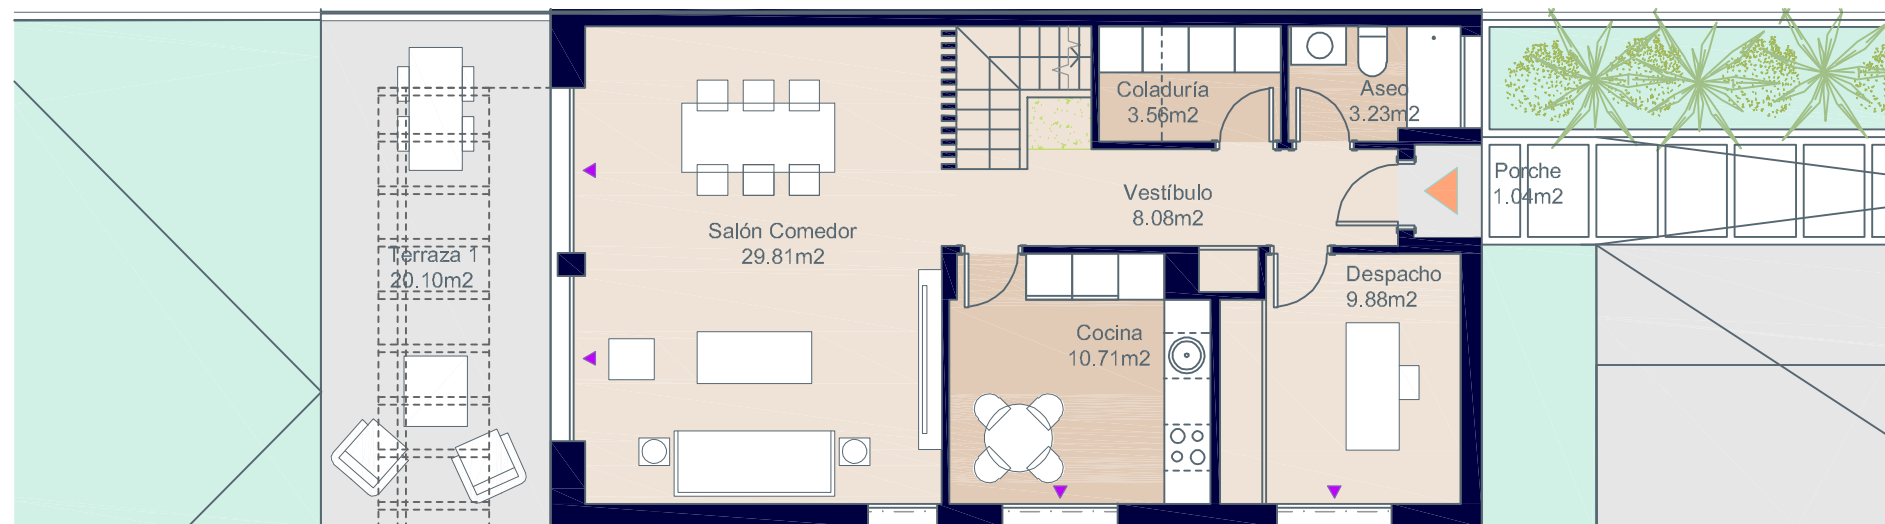 Coladuría
3.56m2
Aseo
3.23m2
Porche
1.04m2
Vestíbulo
8.08m2
Salón Comedor
29.81m2
Terraza 1
20.10m2
Despacho
9.88m2
Cocina
10.71m2